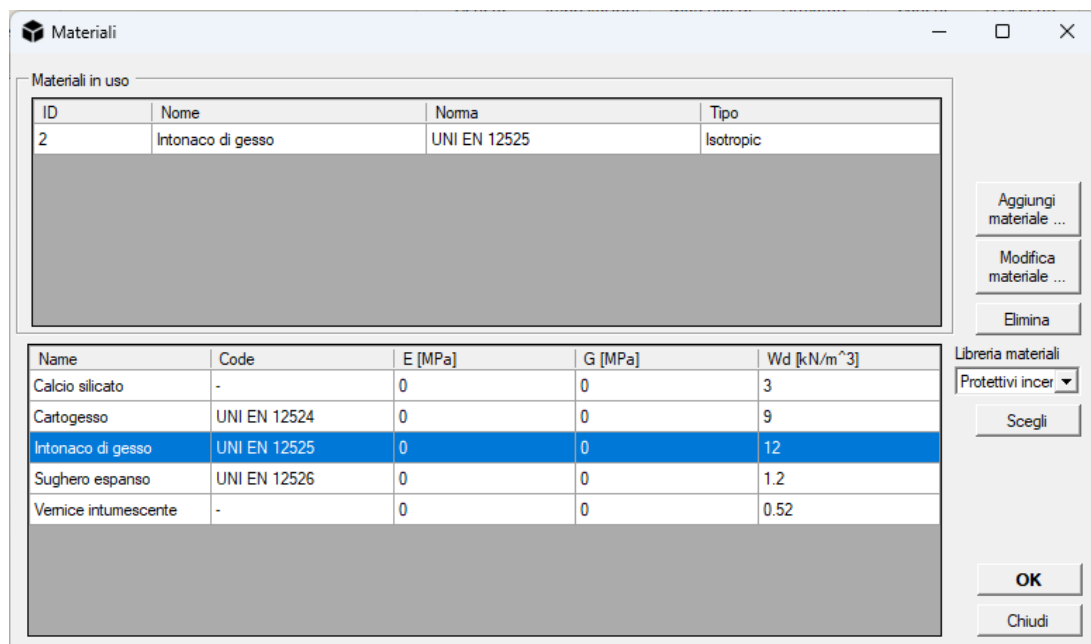 Materiali
Materiali in uso
ID Nome Norma Tipo
2 Intonaco di gesso UNI EN 12525 Isotropic
Aggiungi
materiale ...
Modifica
materiale ...
Elimina
Name Code E [MPa] G [MPa] Wd [kN/m^3]
Calcio silicato - 0 0 3
Cartogesso UNI EN 12524 0 0 9
Intonaco di gesso UNI EN 12525 0 0 12
Sughero espanso UNI EN 12526 0 0 1.2
Vernice intumescente - 0 0 0.52
Libreria materiali
Protettivi incer
Scegli
OK
Chiudi